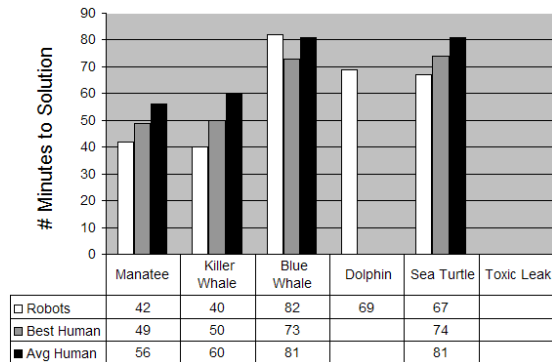 # Minutes to Solution
90
80
70
60
50
40
30
20
10
0
Manatee Killer Whale Blue Whale Dolphin Sea Turtle Toxic Leak
Robots 42 40 82 69 67
Best Human 49 50 73 74
Avg Human 56 60 81 81